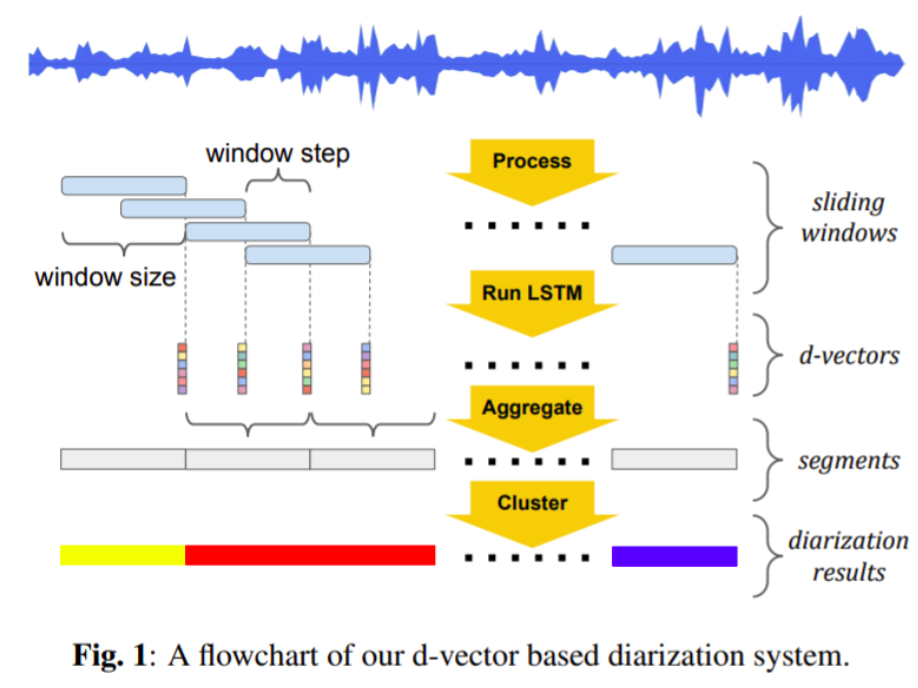 window step
Process
sliding
windows
window size
Run LSTM
d-vectors
Aggregate
segments
Cluster
diarization
results
Fig. 1: A flowchart of our d-vector based diarization system.